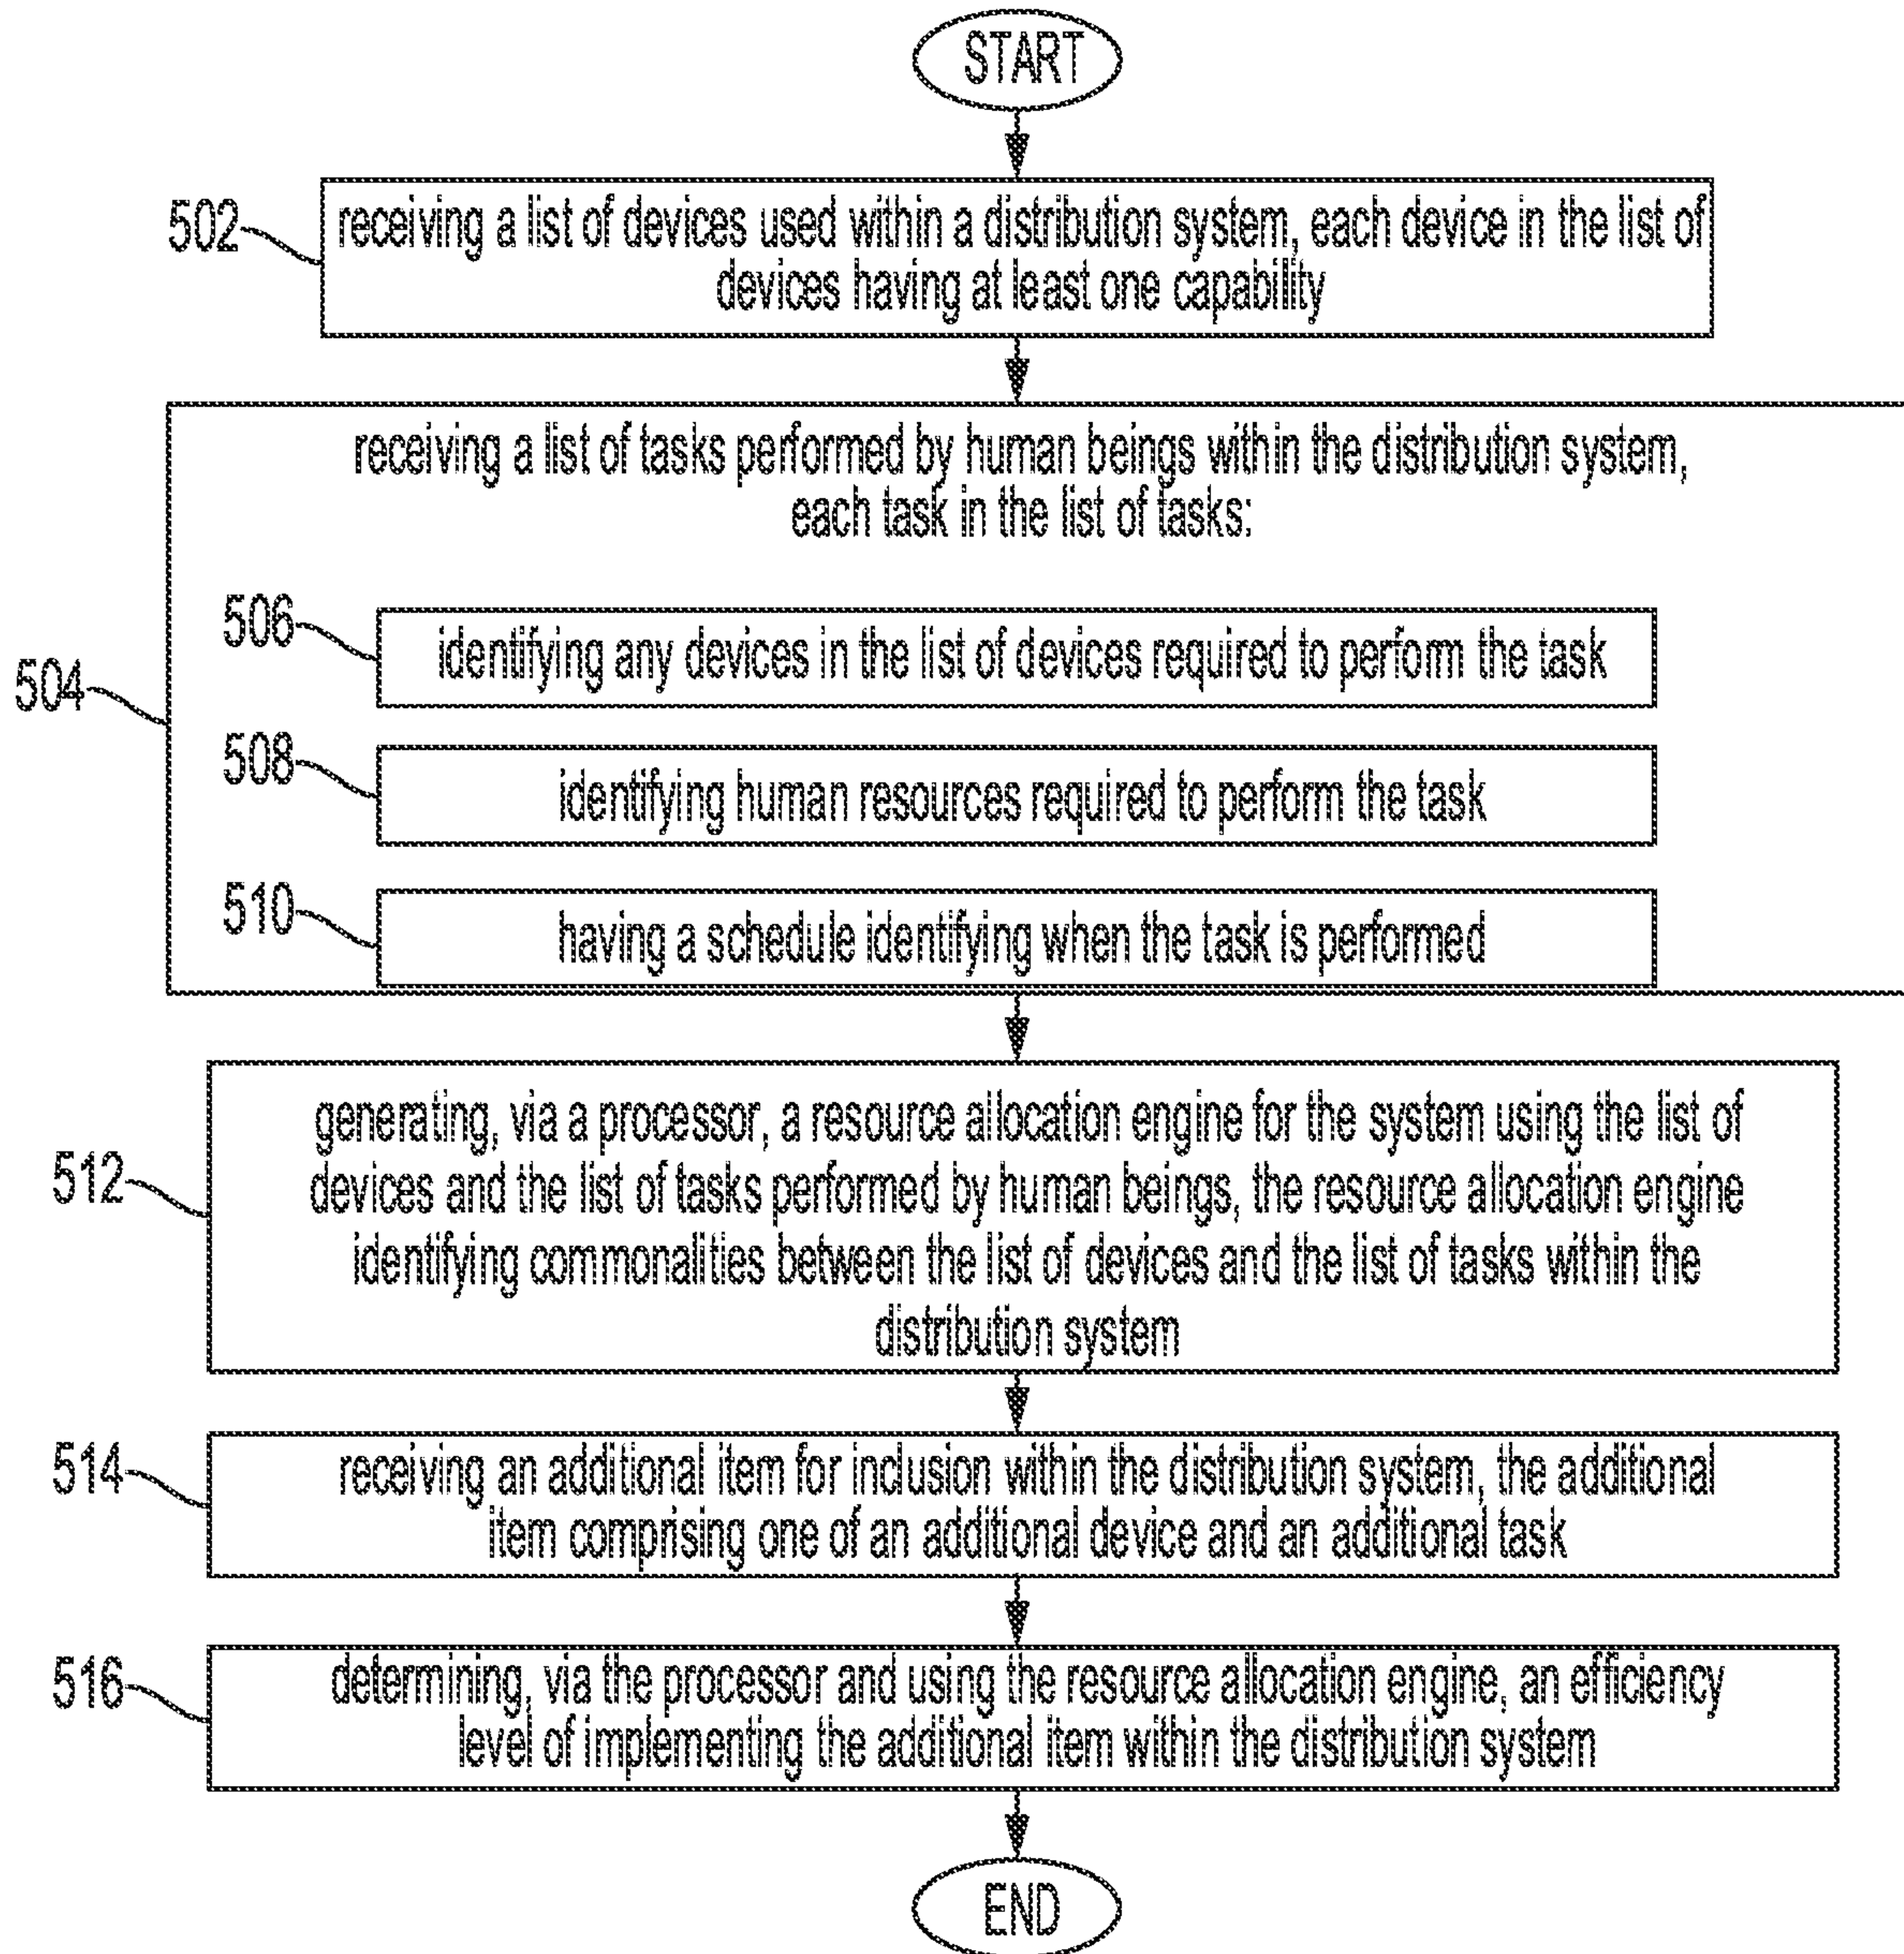 START
502
receiving a list of devices used within a distribution system, each device in the list of
devices having at least one capability
504
receiving a list of tasks performed by human beings within the distribution system,
each task in the list of tasks:
506
identifying any devices in the list of devices required to perform the task
508
identifying human resources required to perform the task
510
having a schedule identifying when the task is performed
512
generating, via a processor, a resource allocation engine for the system using the list of
devices and the list of tasks performed by human beings, the resource allocation engine
identifying commonalities between the list of devices and the list of tasks within the
distribution system
514
receiving an additional item for inclusion within the distribution system, the additional
item comprising one of an additional device and an additional task
516
determining, via the processor and using the resource allocation engine, an efficiency
level of implementing the additional item within the distribution system
END